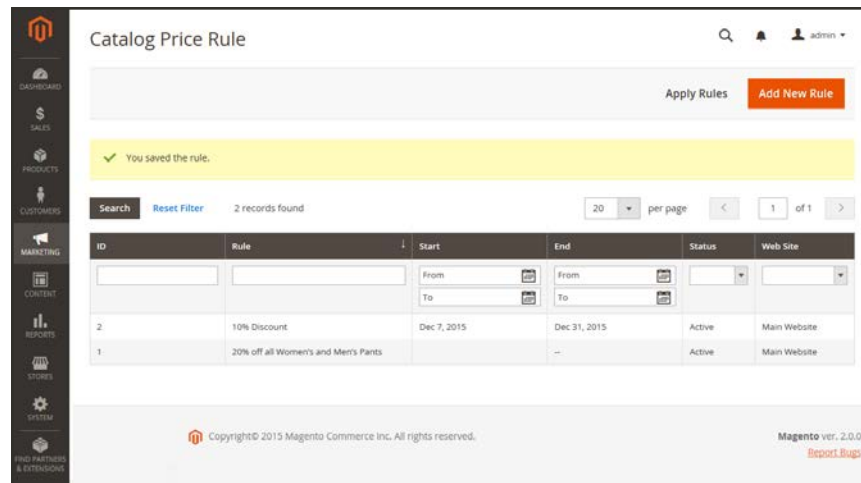 Catalog Price Rule
admin
DASHBOARD
SALES
PRODUCTS
CUSTOMERS
MARKETING
CONTENT
REPORTS
STORES
SYSTEM
FIND PARTNERS
& EXTENSIONS
Apply Rules Add New Rule
You saved the rule.
Search Reset Filter 2 records found 20 per page 1 of 1
ID Rule ↓ Start End Status Web Site
From From
To To
2 10% Discount Dec 7, 2015 Dec 31, 2015 Active Main Website
1 20% off all Women's and Men's Pants -- Active Main Website
Copyright© 2015 Magento Commerce Inc. All rights reserved. Magento ver. 2.0.0
Report Bugs